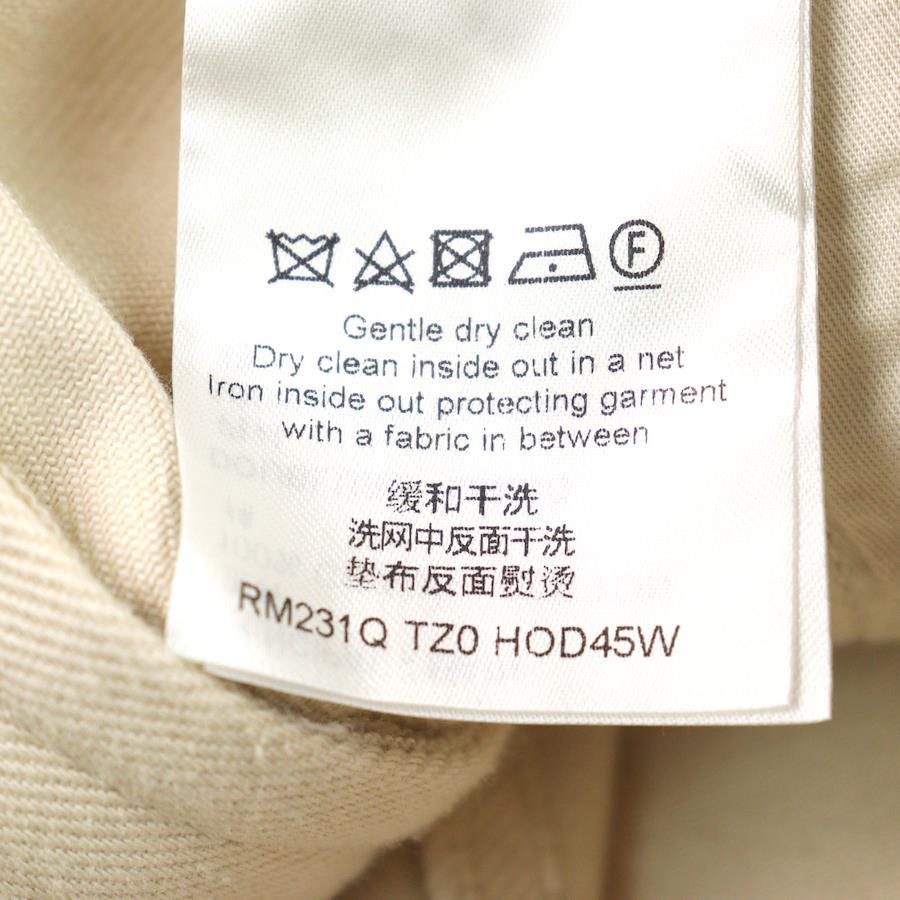 F
Gentle dry clean
Dry clean inside out in a net
Iron inside out protecting garment
with a fabric in between
缓和干洗
洗网中反面干洗
垫布反面熨烫
RM231Q TZ0 HOD45W